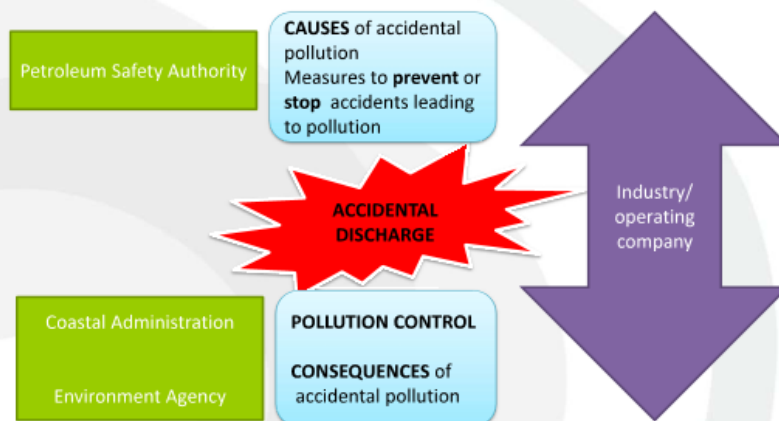 Petroleum Safety Authority
CAUSES of accidental
pollution
Measures to prevent or
stop accidents leading
to pollution
ACCIDENTAL
DISCHARGE
Industry/
operating
company
Coastal Administration
Environment Agency
POLLUTION CONTROL
CONSEQUENCES of
accidental pollution